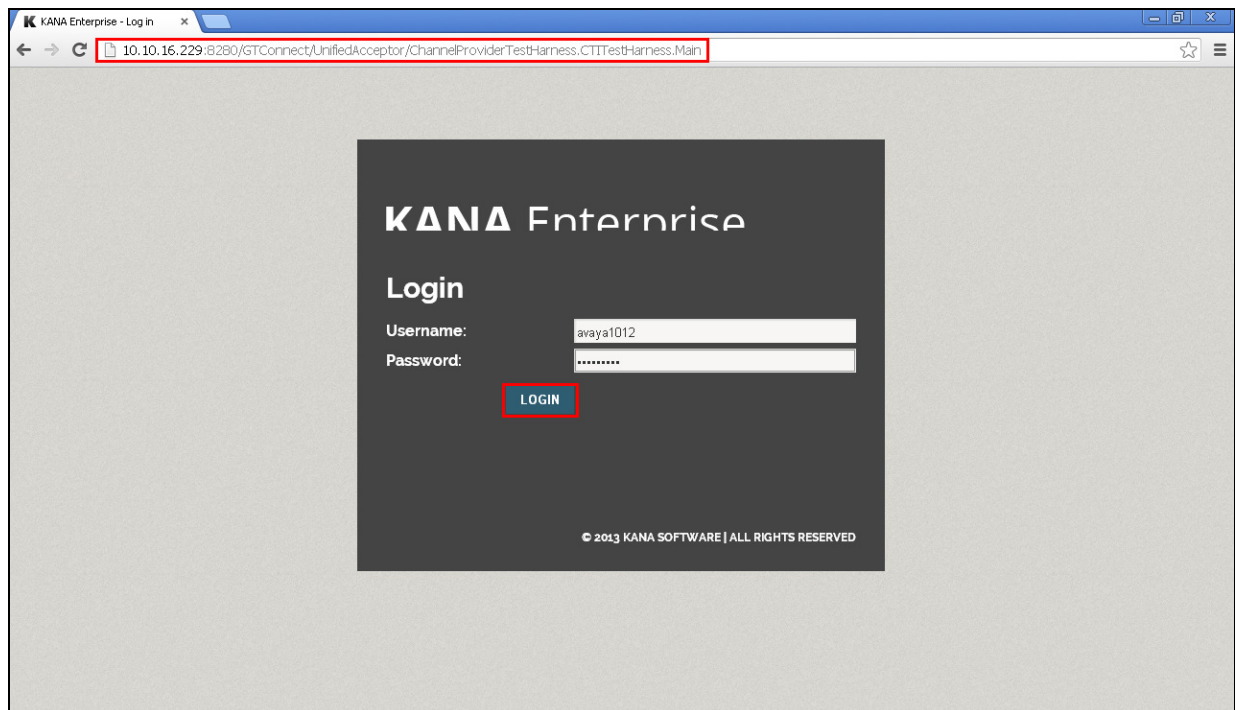 KANA Enterprise - Log in
10.10.16.229:8280/GTConnect/UnifiedAcceptor/ChannelProviderTestHarness.CTITestHarness.Main
KANA Enterprise
Login
Username: avaya1012
Password: •••••••••
LOGIN
© 2013 KANA SOFTWARE | ALL RIGHTS RESERVED